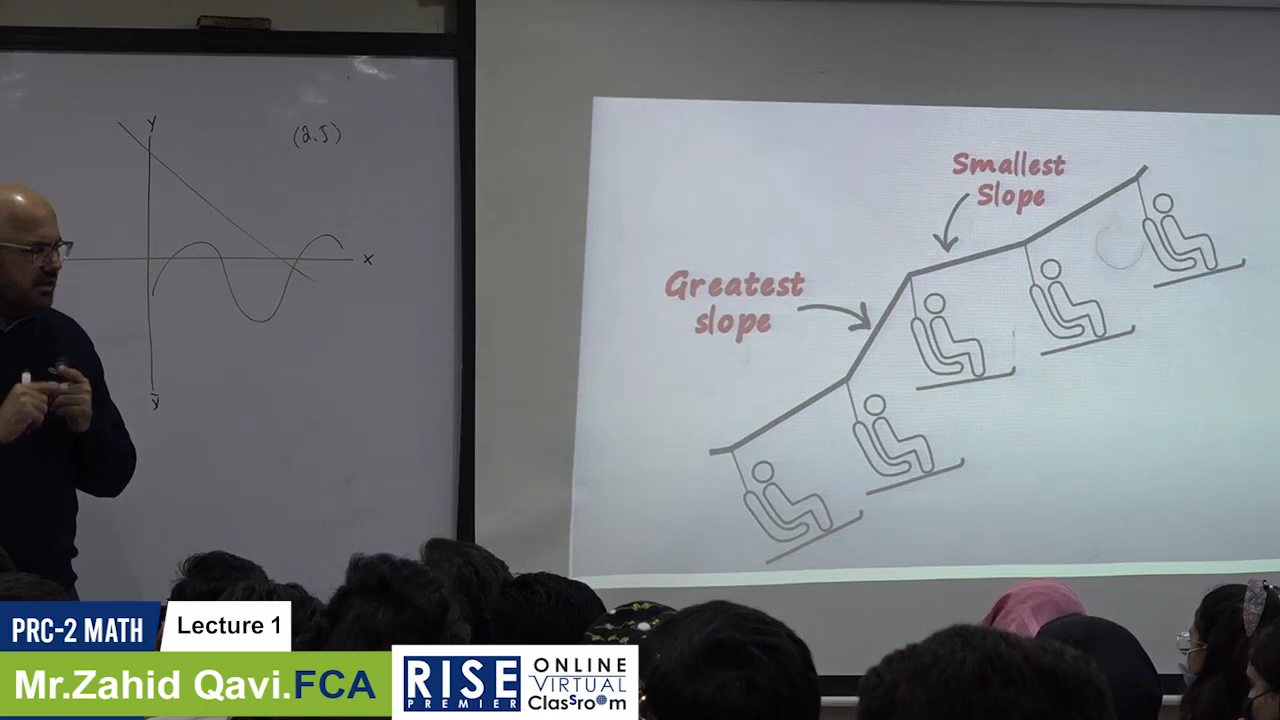 y
(2.5)
x
y'
Smallest
Slope
Greatest
slope
PRC-2 MATH
Lecture 1
Mr.Zahid Qavi.FCA
RISE
PREMIER
ONLINE
VIRTUAL
Classroom